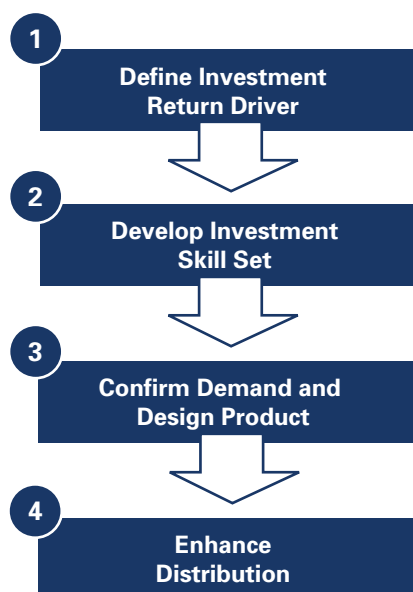 1
Define Investment
Return Driver
2
Develop Investment
Skill Set
3
Confirm Demand and
Design Product
4
Enhance
Distribution